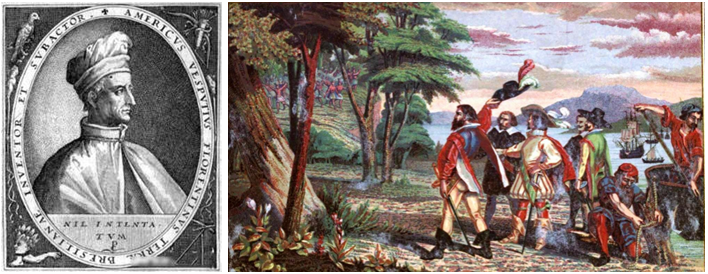 AMERICVS VESPVTIVS FLORENTINVS TERRÆ BRESILIANÆ INVENTOR ET SVBACTOR.
NIL INTENTA-
TVM